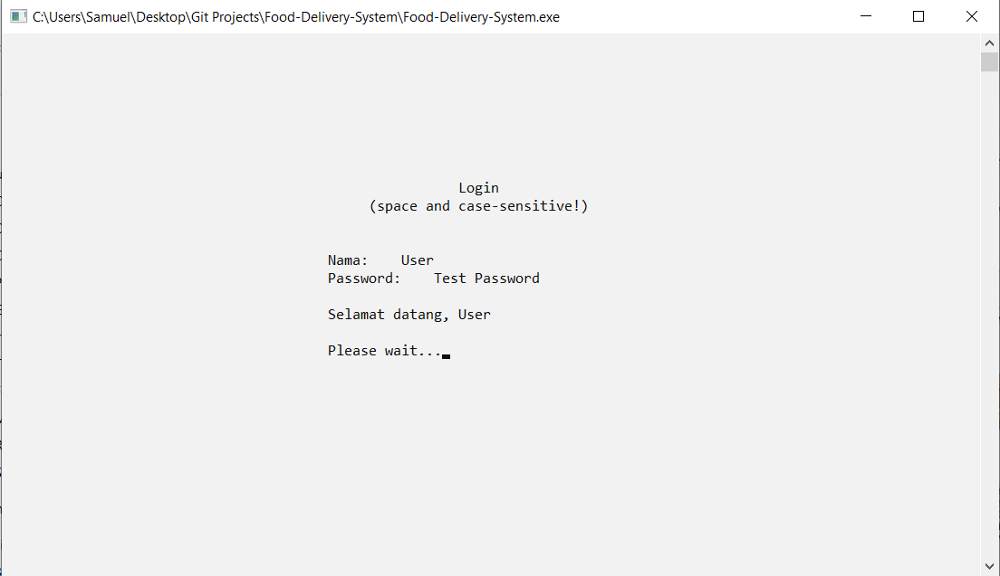 C:\Users\Samuel\Desktop\Git Projects\Food-Delivery-System\Food-Delivery-System.exe
Login
(space and case-sensitive!)
Nama: User
Password: Test Password
Selamat datang, User
Please wait...